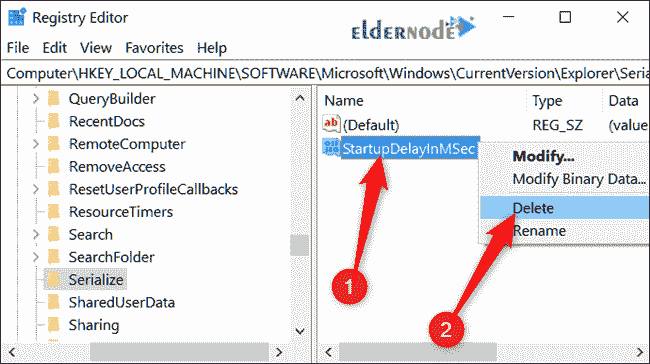 Registry Editor
ELDERNODE
File Edit View Favorites Help
Computer\HKEY_LOCAL_MACHINE\SOFTWARE\Microsoft\Windows\CurrentVersion\Explorer\Seria
QueryBuilder
RecentDocs
RemoteComputer
RemoveAccess
ResetUserProfileCallbacks
ResourceTimers
Search
SearchFolder
Serialize
SharedUserData
Sharing
Name Type Data
ab (Default) REG_SZ (value
StartupDelayInMSec
Modify...
Modify Binary Data...
Delete
Rename
1
2